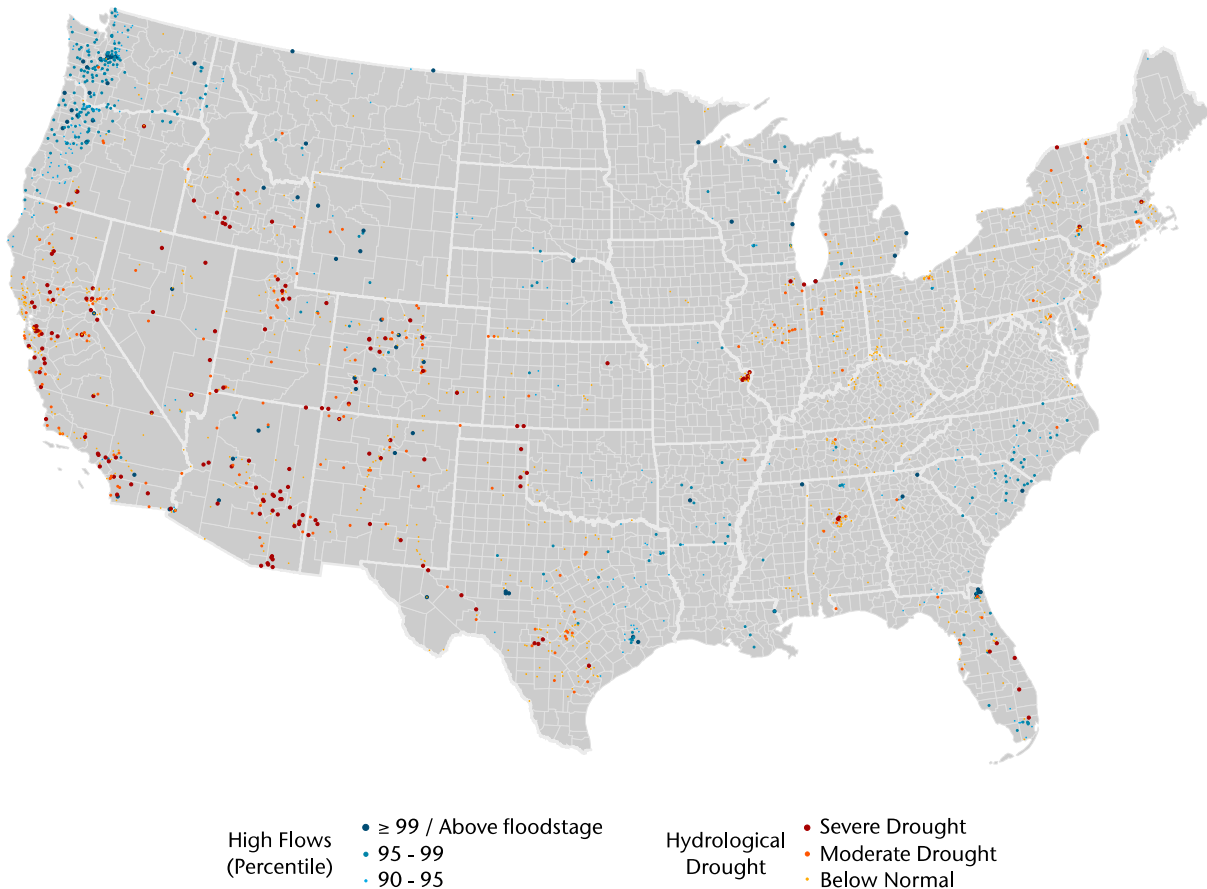 High Flows
(Percentile)
≥ 99 / Above floodstage
95 - 99
90 - 95
Hydrological
Drought
Severe Drought
Moderate Drought
Below Normal